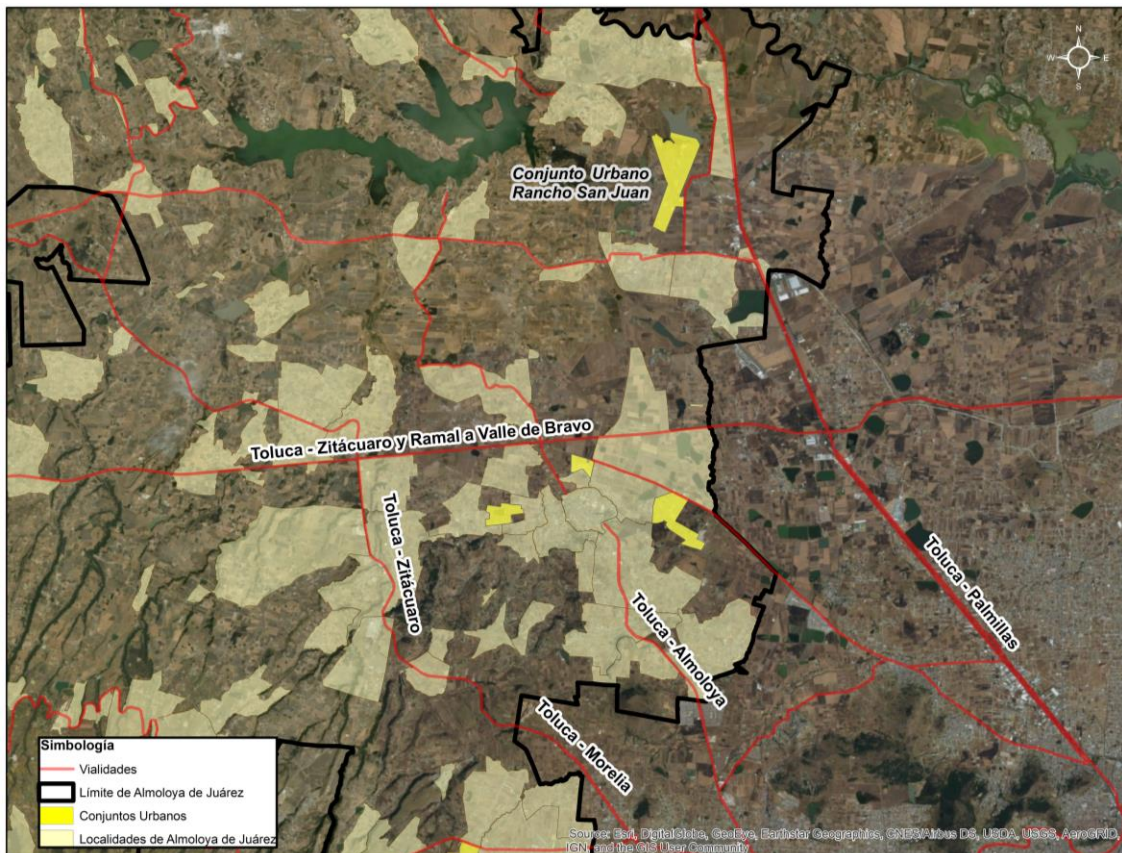 N
W
E
S
Conjunto Urbano
Rancho San Juan
Toluca - Zitácuaro y Ramal a Valle de Bravo
Toluca - Zitácuaro
Toluca - Palmillas
Toluca - Almoloya
Toluca - Morelia
Simbología
Vialidades
Límite de Almoloya de Juárez
Conjuntos Urbanos
Localidades de Almoloya de Juárez
Source: Esri, DigitalGlobe, GeoEye, Earthstar Geographics, CNES/Airbus DS, USDA, USGS, AeroGRID,
IGN, and the GIS User Community